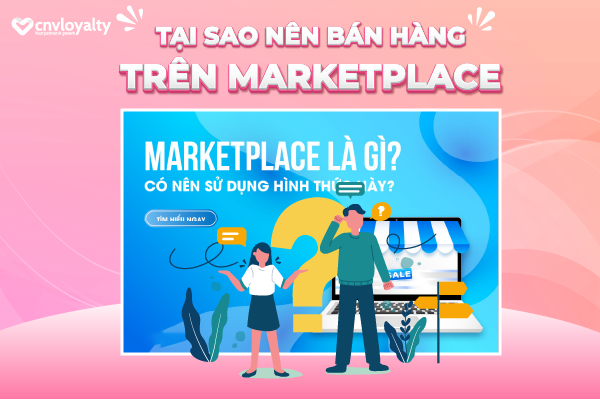 cnvloyalty
TẠI SAO NÊN BÁN HÀNG
TRÊN MARKETPLACE
MARKETPLACE LÀ GÌ?
CÓ NÊN SỬ DỤNG HÌNH THỨC NÀY?
TÌM HIỂU NGAY
SALE